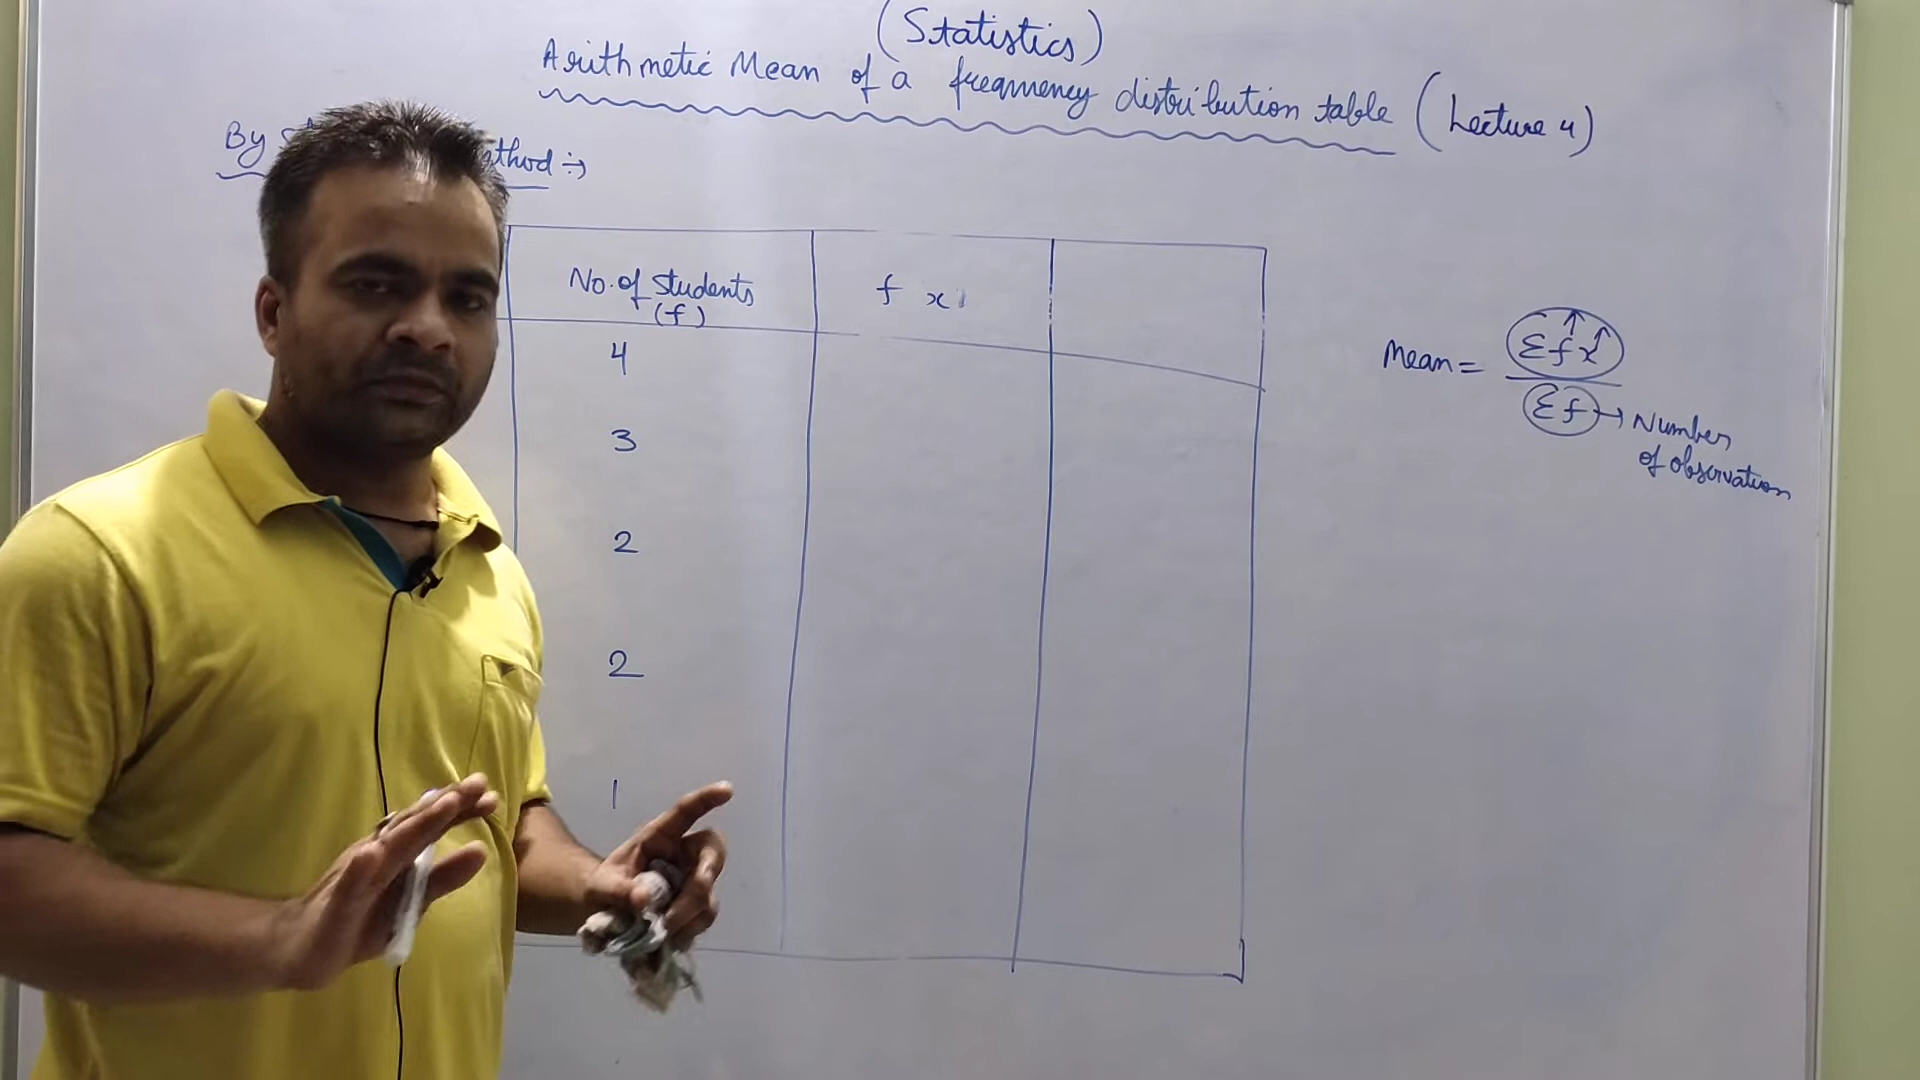 (Statistics)
Arithmetic Mean of a frequency distribution table (Lecture 4)
By
No. of students
(f)
f x
4
3
2
2
1
Mean = Σfx / Σf → Number
of observation